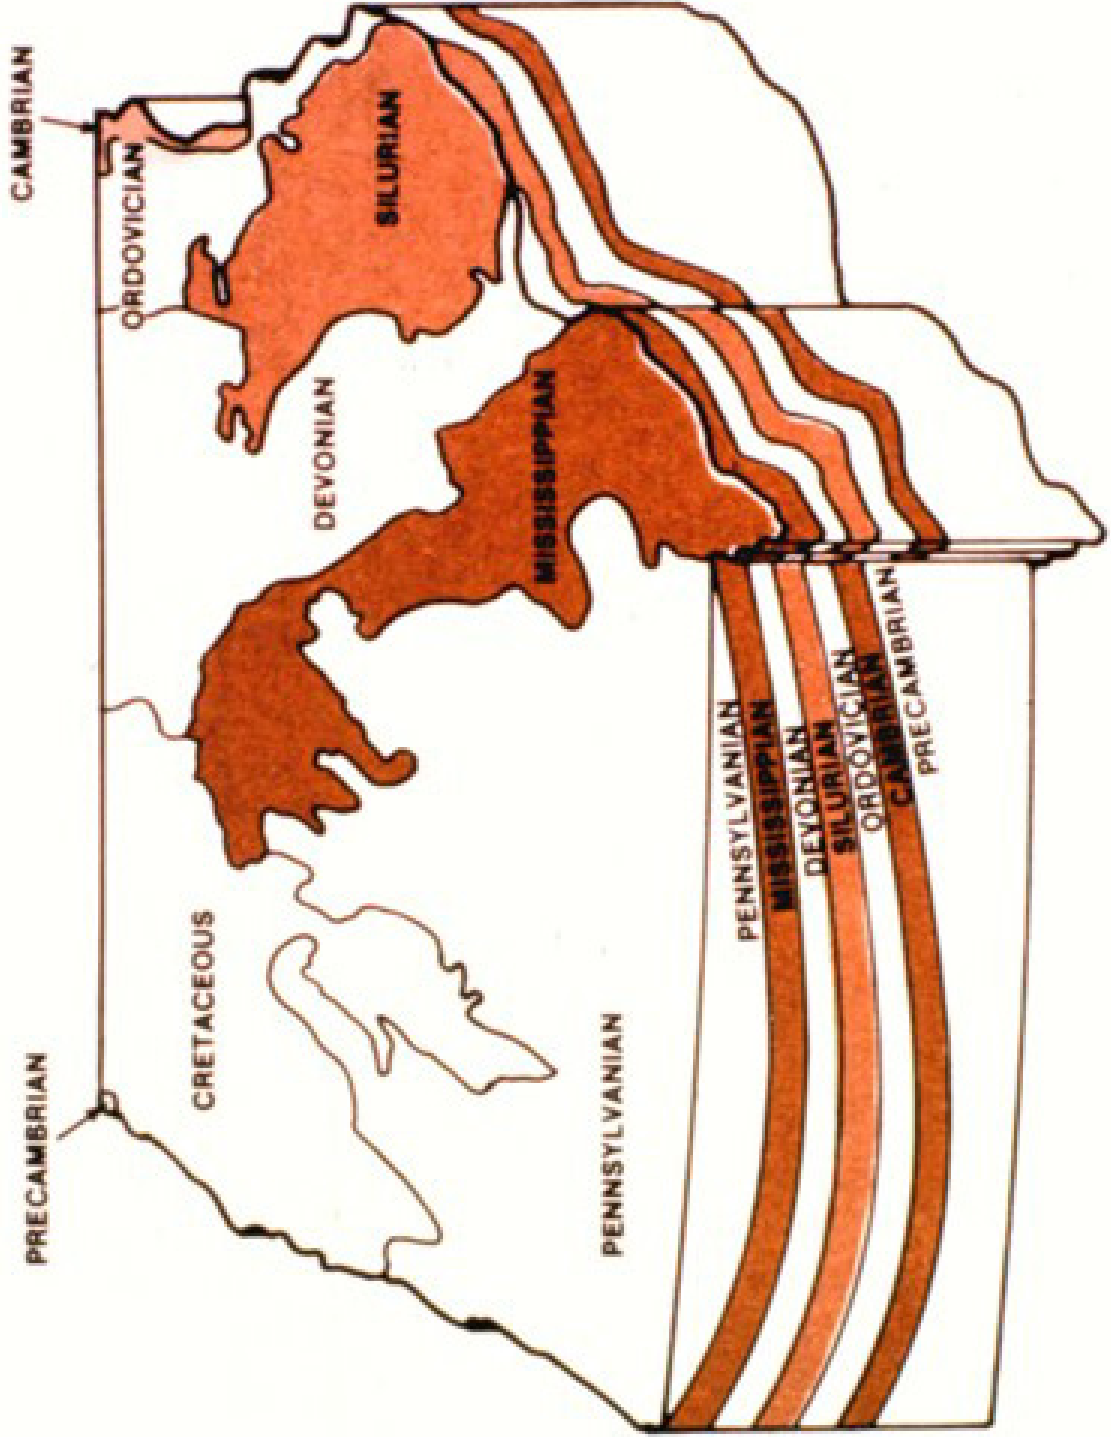 PRECAMBRIAN
CAMBRIAN
CRETACEOUS
ORDOVICIAN
DEVONIAN
SILURIAN
MISSISSIPPIAN
PENNSYLVANIAN
PENNSYLVANIAN
MISSISSIPPIAN
DEVONIAN
SILURIAN
ORDOVICIAN
CAMBRIAN
PRECAMBRIAN